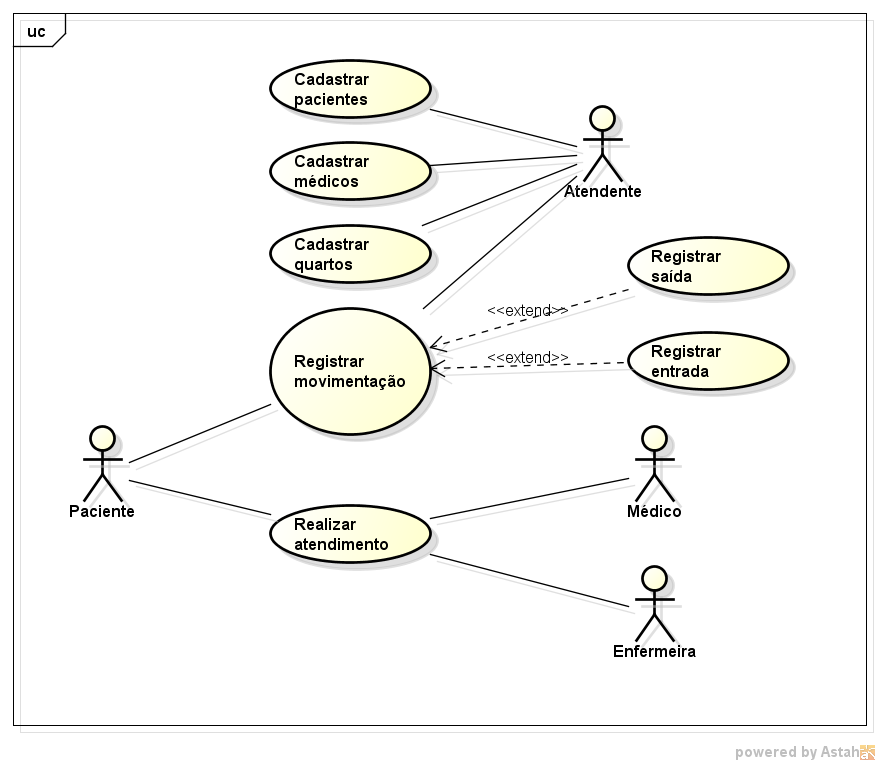 uc
Cadastrar
pacientes
Cadastrar
médicos
Atendente
Cadastrar
quartos
Registrar
saída
<<extend>>
Registrar
movimentação
<<extend>>
Registrar
entrada
Paciente
Realizar
atendimento
Médico
Enfermeira
powered by Astah